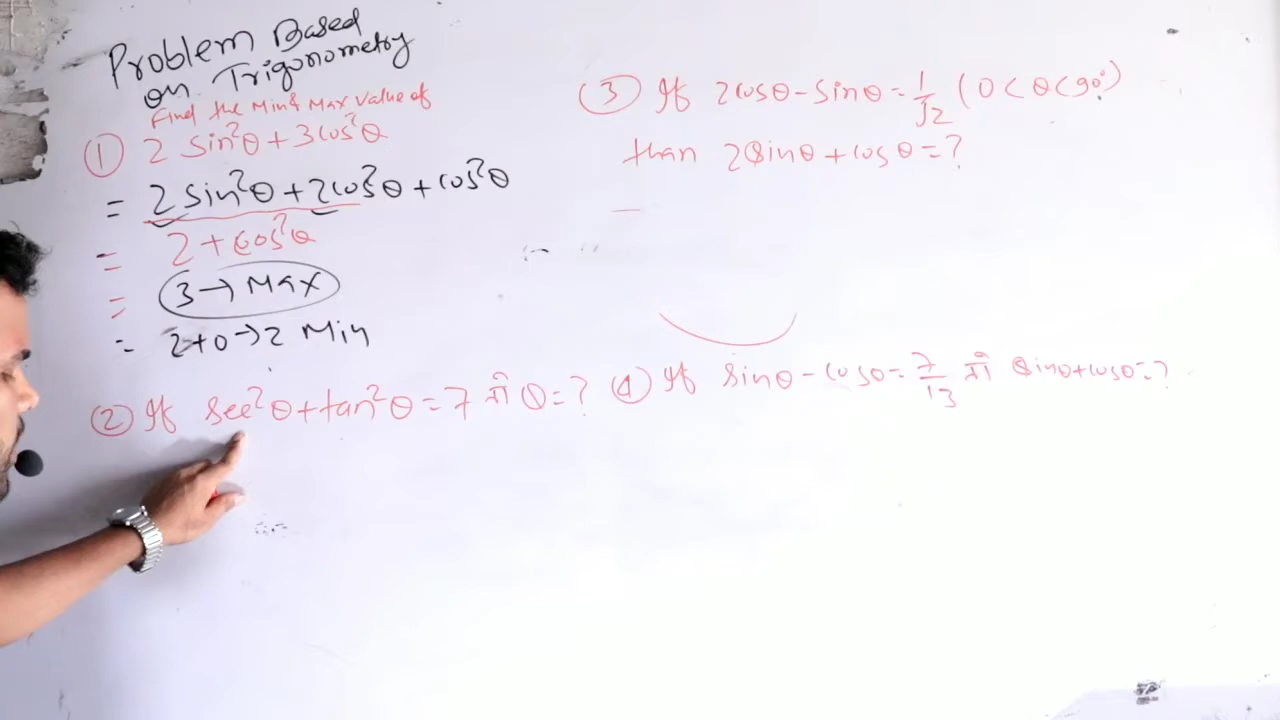 Problem Based
on Trigonometry
Find the Min & Max value of
① 2 sin²θ + 3cos²θ
= 2 sin²θ + 2cos²θ + cos²θ
= 2 + cos²θ
= 3 → Max
= 2+0 → 2 Min
② If sec²θ + tan²θ = 7 तो θ = ?
③ If 2cosθ - sinθ = 1/√2 (0 < θ < 90°)
than 2sinθ + cosθ = ?
④ If sinθ - cosθ = 7/13 तो sinθ + cosθ = ?